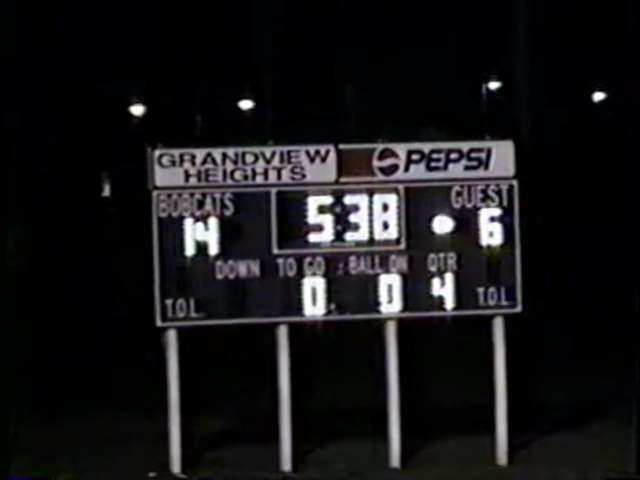 GRANDVIEW
HEIGHTS
PEPSI
BOBCATS 5:38 GUEST
14 6
DOWN TO GO : BALL ON QTR
T.O.L. 0 0 4 T.O.L.